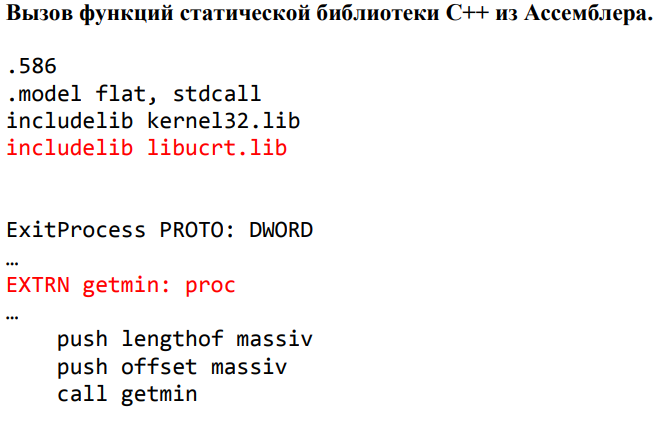 Вызов функций статической библиотеки C++ из Ассемблера.
.586
.model flat, stdcall
includelib kernel32.lib
includelib libucrt.lib
ExitProcess PROTO: DWORD
…
EXTRN getmin: proc
…
push lengthof massiv
push offset massiv
call getmin